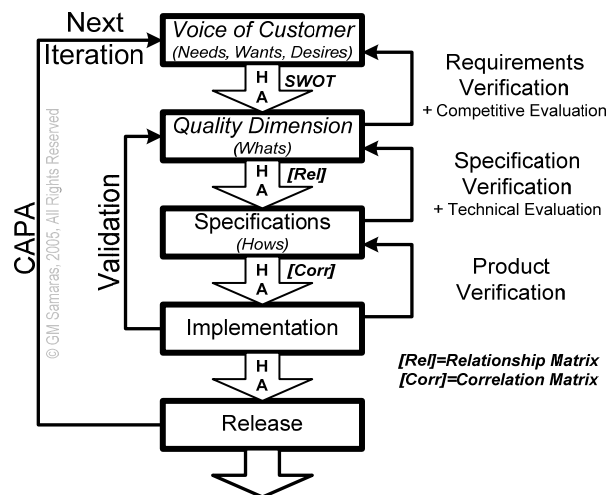 Next
Iteration
Voice of Customer
(Needs, Wants, Desires)
H
A
SWOT
Requirements
Verification
+ Competitive Evaluation
Quality Dimension
(Whats)
H
A
[Rel]
Specification
Verification
+ Technical Evaluation
Specifications
(Hows)
H
A
[Corr]
Product
Verification
Implementation
H
A
[Rel]=Relationship Matrix
[Corr]=Correlation Matrix
Release
CAPA
© GM Samaras, 2005, All Rights Reserved
Validation